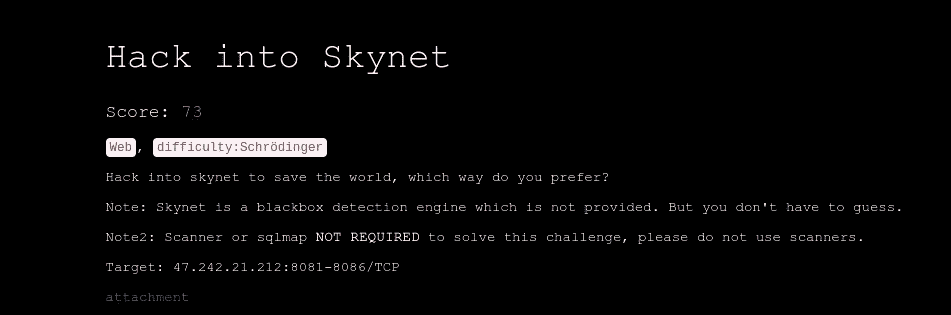 Hack into Skynet
Score: 73
Web, difficulty:Schrödinger
Hack into skynet to save the world, which way do you prefer?
Note: Skynet is a blackbox detection engine which is not provided. But you don't have to guess.
Note2: Scanner or sqlmap NOT REQUIRED to solve this challenge, please do not use scanners.
Target: 47.242.21.212:8081-8086/TCP
attachment